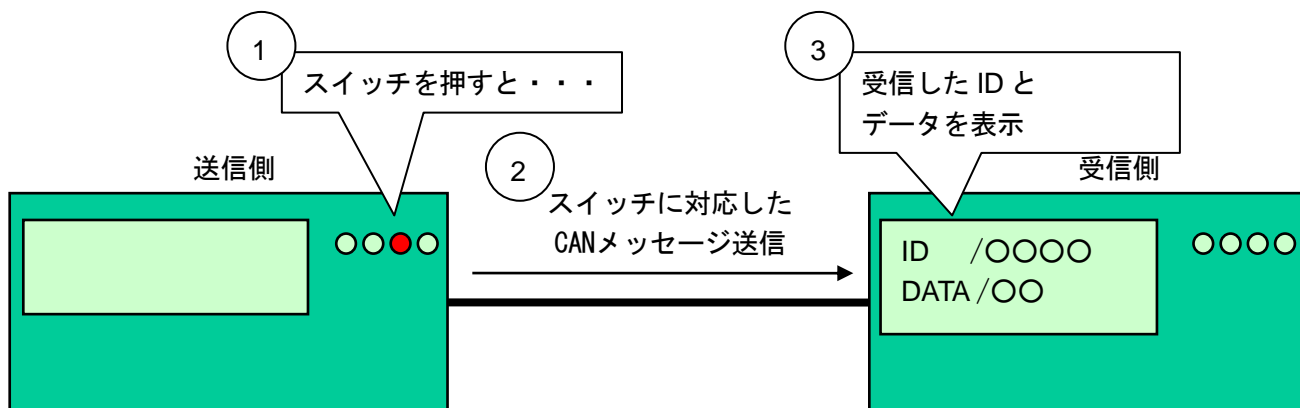 1
スイッチを押すと・・・
送信側
2
スイッチに対応した
CANメッセージ送信
3
受信した ID と
データを表示
受信側
ID /〇〇〇〇
DATA /〇〇